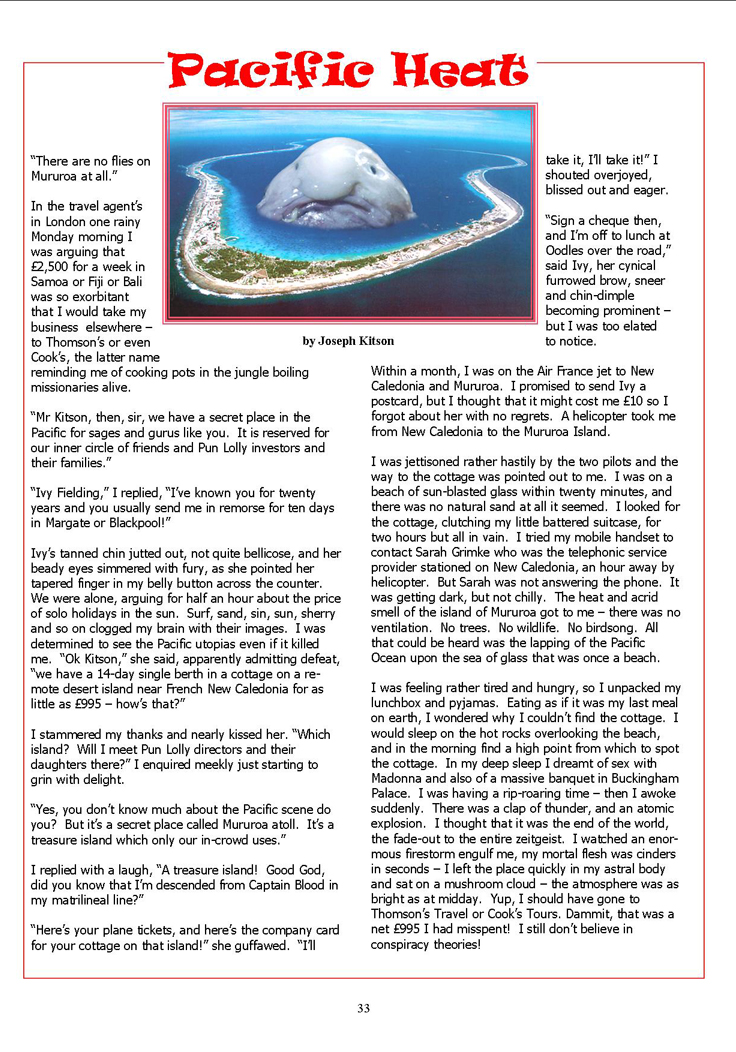 Pacific Heat
by Joseph Kitson
“There are no flies on
Mururoa at all.”
In the travel agent’s
in London one rainy
Monday morning I
was arguing that
£2,500 for a week in
Samoa or Fiji or Bali
was so exorbitant
that I would take my
business elsewhere –
to Thomson’s or even
Cook’s, the latter name
reminding me of cooking pots in the jungle boiling
missionaries alive.
“Mr Kitson, then, sir, we have a secret place in the
Pacific for sages and gurus like you. It is reserved for
our inner circle of friends and Pun Lolly investors and
their families.”
“Ivy Fielding,” I replied, “I’ve known you for twenty
years and you usually send me in remorse for ten days
in Margate or Blackpool!”
Ivy’s tanned chin jutted out, not quite bellicose, and her
beady eyes simmered with fury, as she pointed her
tapered finger in my belly button across the counter.
We were alone, arguing for half an hour about the price
of solo holidays in the sun. Surf, sand, sin, sun, sherry
and so on clogged my brain with their images. I was
determined to see the Pacific utopias even if it killed
me. “Ok Kitson,” she said, apparently admitting defeat,
“we have a 14-day single berth in a cottage on a re-
mote desert island near French New Caledonia for as
little as £995 – how’s that?”
I stammered my thanks and nearly kissed her. “Which
island? Will I meet Pun Lolly directors and their
daughters there?” I enquired meekly just starting to
grin with delight.
“Yes, you don’t know much about the Pacific scene do
you? But it’s a secret place called Mururoa atoll. It’s a
treasure island which only our in-crowd uses.”
I replied with a laugh, “A treasure island! Good God,
did you know that I’m descended from Captain Blood in
my matrilineal line?”
“Here’s your plane tickets, and here’s the company card
for your cottage on that island!” she guffawed. “I’ll
take it, I’ll take it!” I
shouted overjoyed,
blissed out and eager.
“Sign a cheque then,
and I’m off to lunch at
Oodles over the road,”
said Ivy, her cynical
furrowed brow, sneer
and chin-dimple
becoming prominent –
but I was too elated
to notice.
Within a month, I was on the Air France jet to New
Caledonia and Mururoa. I promised to send Ivy a
postcard, but I thought that it might cost me £10 so I
forgot about her with no regrets. A helicopter took me
from New Caledonia to the Mururoa Island.
I was jettisoned rather hastily by the two pilots and the
way to the cottage was pointed out to me. I was on a
beach of sun-blasted glass within twenty minutes, and
there was no natural sand at all it seemed. I looked for
the cottage, clutching my little battered suitcase, for
two hours but all in vain. I tried my mobile handset to
contact Sarah Grimke who was the telephonic service
provider stationed on New Caledonia, an hour away by
helicopter. But Sarah was not answering the phone. It
was getting dark, but not chilly. The heat and acrid
smell of the island of Mururoa got to me – there was no
ventilation. No trees. No wildlife. No birdsong. All
that could be heard was the lapping of the Pacific
Ocean upon the sea of glass that was once a beach.
I was feeling rather tired and hungry, so I unpacked my
lunchbox and pyjamas. Eating as if it was my last meal
on earth, I wondered why I couldn’t find the cottage. I
would sleep on the hot rocks overlooking the beach,
and in the morning find a high point from which to spot
the cottage. In my deep sleep I dreamt of sex with
Madonna and also of a massive banquet in Buckingham
Palace. I was having a rip-roaring time – then I awoke
suddenly. There was a clap of thunder, and an atomic
explosion. I thought that it was the end of the world,
the fade-out to the entire zeitgeist. I watched an enor-
mous firestorm engulf me, my mortal flesh was cinders
in seconds – I left the place quickly in my astral body
and sat on a mushroom cloud – the atmosphere was as
bright as at midday. Yup, I should have gone to
Thomson’s Travel or Cook’s Tours. Dammit, that was a
net £995 I had misspent! I still don’t believe in
conspiracy theories!
33